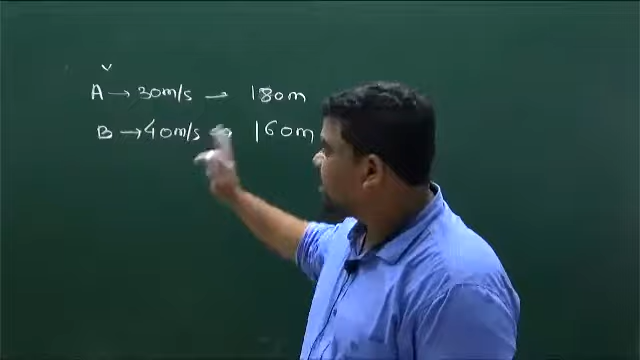 v
A → 30m/s → 180m
B → 40m/s → 160m